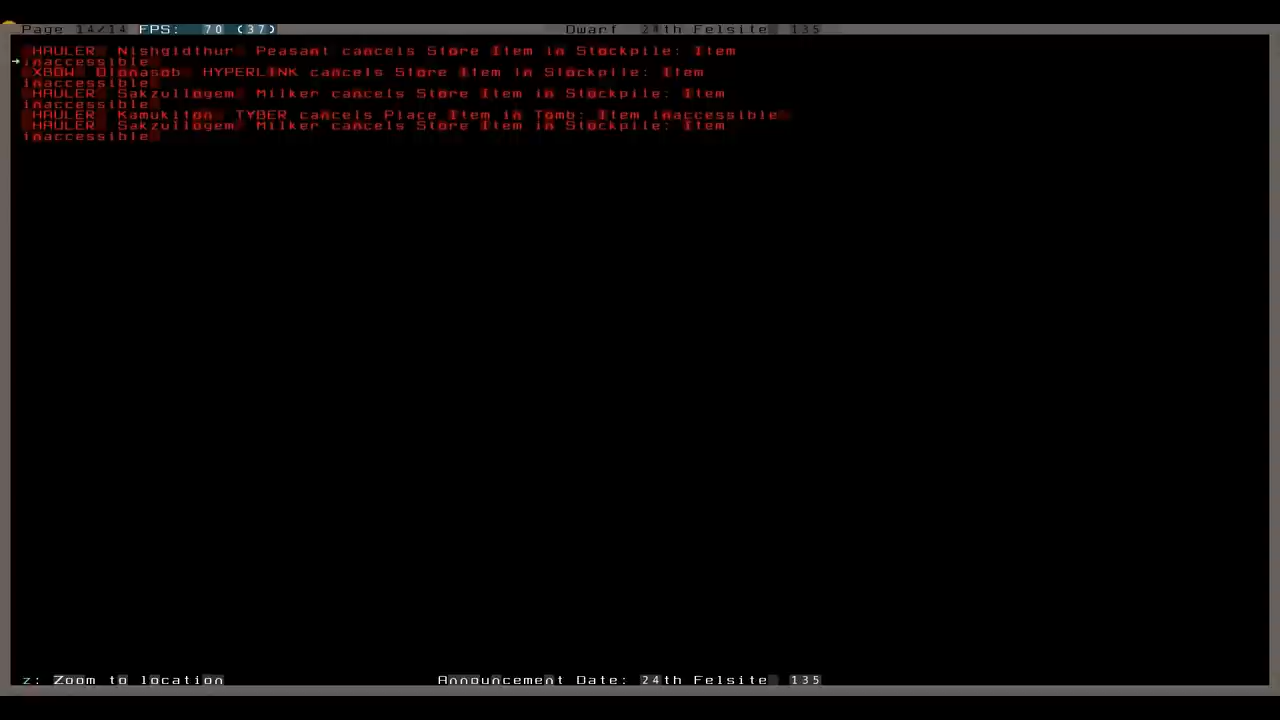 Page 14/14 FPS: 70 (37) Dwarf 24th Felsite 135
HAULER Nishgidthur Peasant cancels Store Item in Stockpile: Item
inaccessible
XBOW Olonasob HYPERLINK cancels Store Item in Stockpile: Item
inaccessible
HAULER Sakzullogem Milker cancels Store Item in Stockpile: Item
inaccessible
HAULER Kamukiton TYBER cancels Place Item in Tomb: Item inaccessible
HAULER Sakzullogem Milker cancels Store Item in Stockpile: Item
inaccessible
z: Zoom to location Announcement Date: 24th Felsite 135